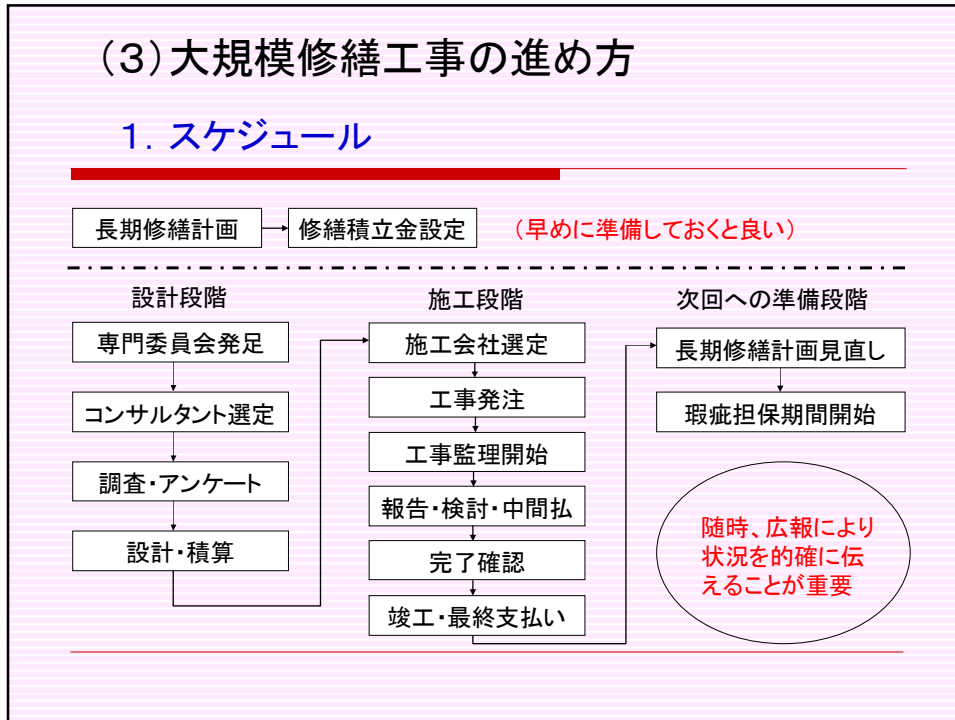 （３）大規模修繕工事の進め方
１．スケジュール
長期修繕計画
修繕積立金設定
（早めに準備しておくと良い）
設計段階
専門委員会発足
コンサルタント選定
調査・アンケート
設計・積算
施工段階
施工会社選定
工事発注
工事監理開始
報告・検討・中間払
完了確認
竣工・最終支払い
次回への準備段階
長期修繕計画見直し
瑕疵担保期間開始
随時、広報により
状況を的確に伝
えることが重要